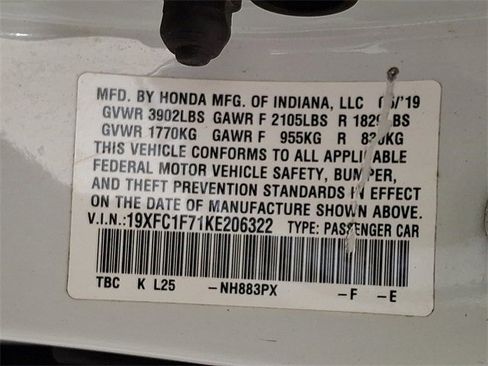 MFD. BY HONDA MFG. OF INDIANA, LLC
GVWR 3902LBS GAWR F 2105LBS R
GVWR 1770KG GAWR F 955KG R
THIS VEHICLE CONFORMS TO ALL APPLICABLE
FEDERAL MOTOR VEHICLE SAFETY, BUMPER,
AND THEFT PREVENTION STANDARDS IN EFFECT
ON THE DATE OF MANUFACTURE SHOWN ABOVE.
V.I.N.:19XFC1F71KE206322 TYPE: PASSENGER CAR
TBC K L25 -NH883PX -F -E